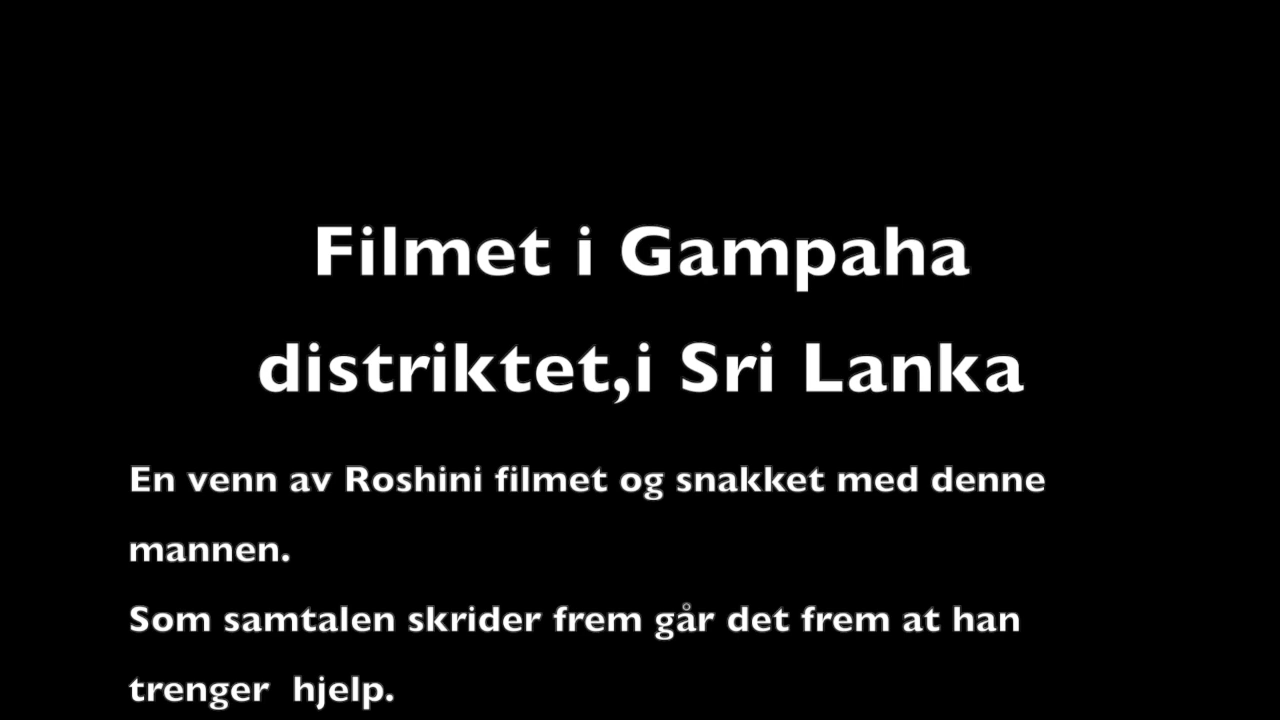 Filmet i Gampaha
distriktet,i Sri Lanka
En venn av Roshini filmet og snakket med denne
mannen.
Som samtalen skrider frem går det frem at han
trenger  hjelp.